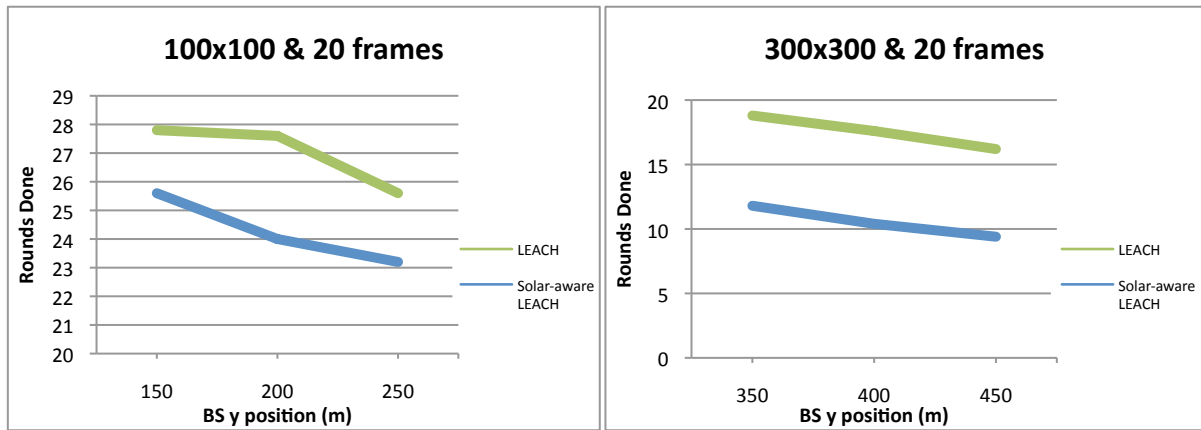 100x100 & 20 frames
Rounds Done
29
28
27
26
25
24
23
22
21
20
150 200 250
BS y position (m)
LEACH
Solar-aware
LEACH
300x300 & 20 frames
Rounds Done
20
15
10
5
0
350 400 450
BS y position (m)
LEACH
Solar-aware
LEACH